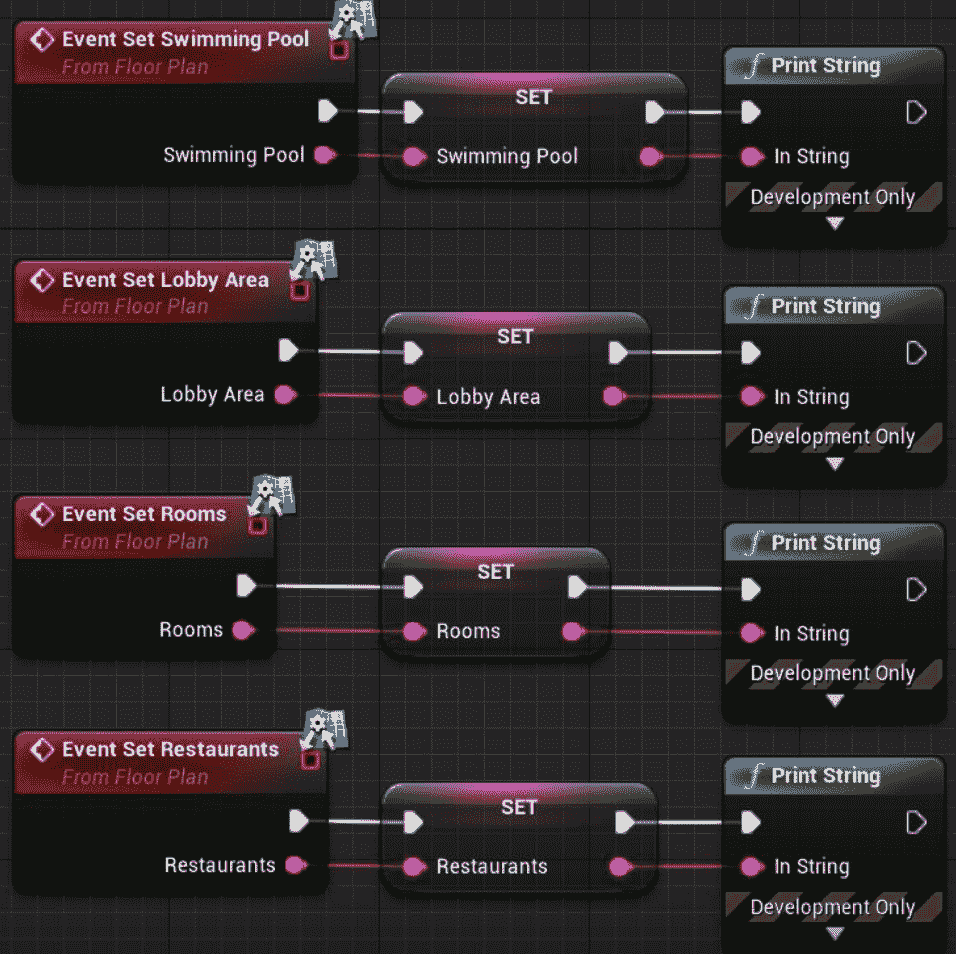 Event Set Swimming Pool
From Floor Plan
Swimming Pool
SET
Swimming Pool
Print String
In String
Development Only
Event Set Lobby Area
From Floor Plan
Lobby Area
SET
Lobby Area
Print String
In String
Development Only
Event Set Rooms
From Floor Plan
Rooms
SET
Rooms
Print String
In String
Development Only
Event Set Restaurants
From Floor Plan
Restaurants
SET
Restaurants
Print String
In String
Development Only